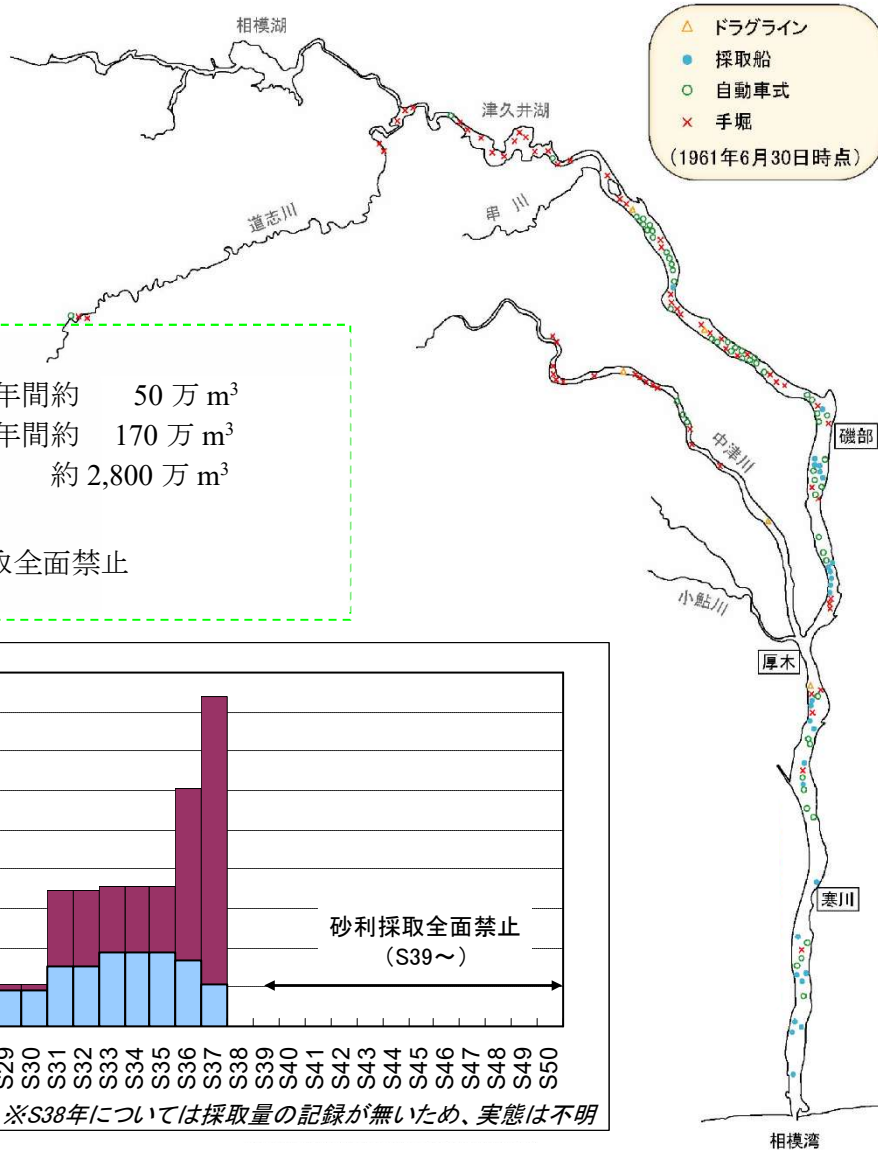 相模湖
ドラグライン
採取船
自動車式
手堀
(1961年6月30日時点)
津久井湖
道志川
串川
年間約 50 万 m³
年間約 170 万 m³
約 2,800 万 m³
取全面禁止
磯部
中津川
小鮎川
厚木
寒川
相模湾
砂利採取全面禁止
(S39～)
S29 S30 S31 S32 S33 S34 S35 S36 S37 S38 S39 S40 S41 S42 S43 S44 S45 S46 S47 S48 S49 S50
※S38年については採取量の記録が無いため、実態は不明